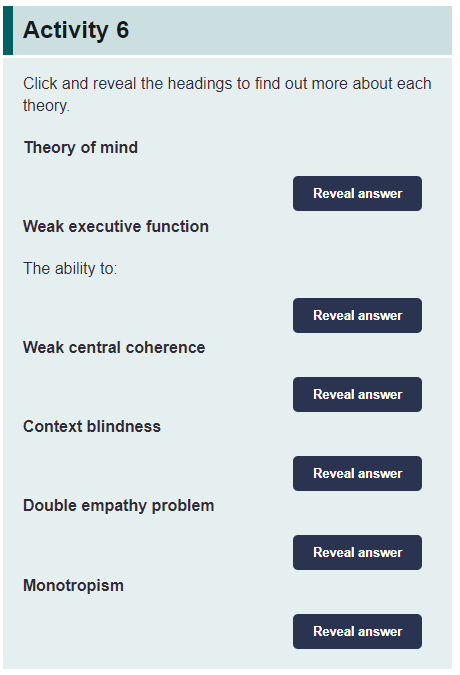 Activity 6
Click and reveal the headings to find out more about each
theory.
Theory of mind
Reveal answer
Weak executive function
The ability to:
Reveal answer
Weak central coherence
Reveal answer
Context blindness
Reveal answer
Double empathy problem
Reveal answer
Monotropism
Reveal answer